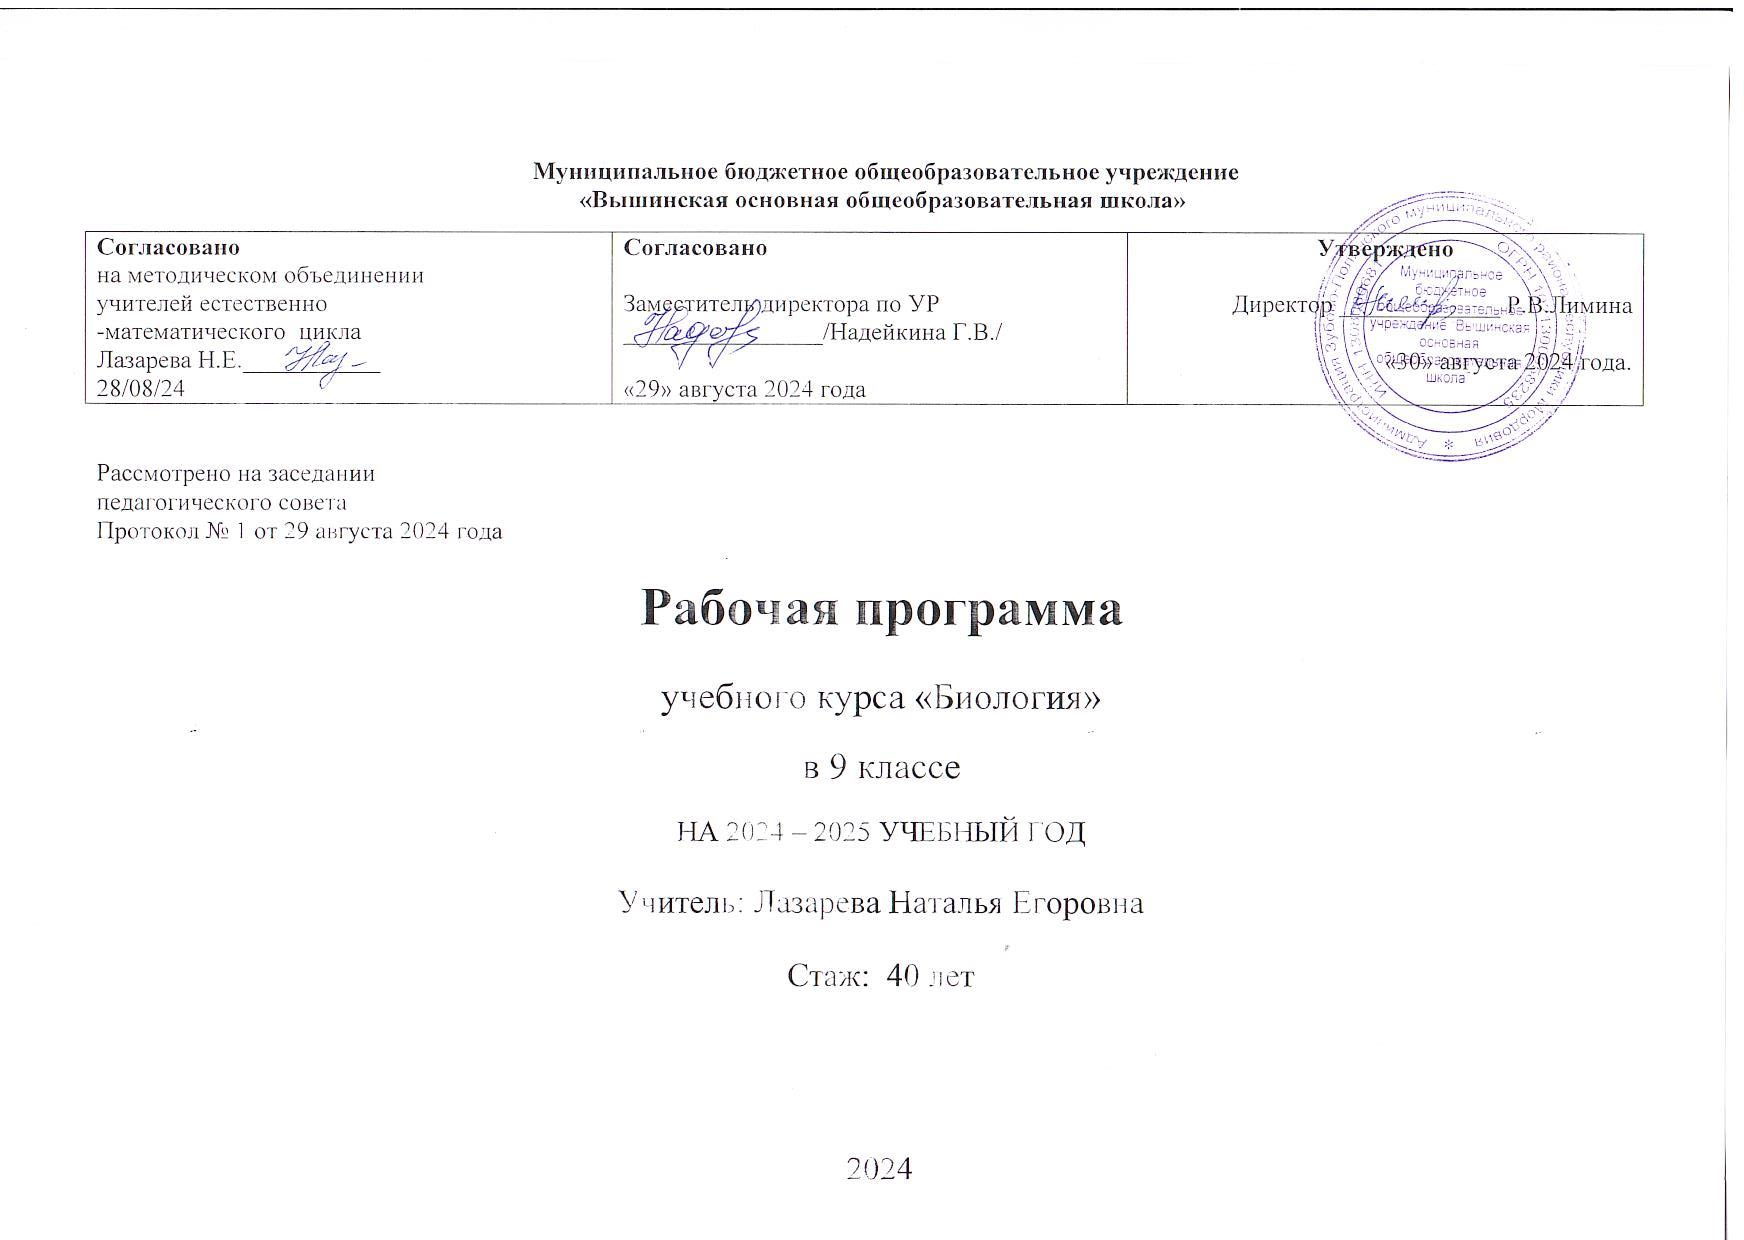 Муниципальное бюджетное общеобразовательное учреждение
«Вышинская основная общеобразовательная школа»
Согласовано
на методическом объединении
учителей естественно
-математического цикла
Лазарева Н.Е.
28/08/24
Согласовано
Заместитель директора по УР
/Надейкина Г.В./
«29» августа 2024 года
Утверждено
Директор Р.В.Лимина
«30» августа 2024 года.
Муниципальное
бюджетное
общеобразовательное
учреждение Вышинская
основная
общеобразовательная
школа
Рассмотрено на заседании
педагогического совета
Протокол № 1 от 29 августа 2024 года
Рабочая программа
учебного курса «Биология»
в 9 классе
НА 2024 – 2025 УЧЕБНЫЙ ГОД
Учитель: Лазарева Наталья Егоровна
Стаж: 40 лет
2024